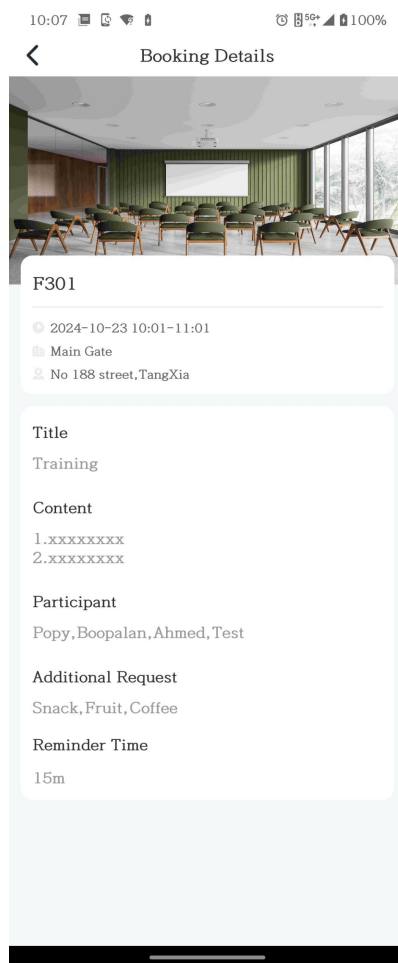 10:07
5G+
100%
Booking Details
F301
2024-10-23 10:01-11:01
Main Gate
No 188 street,TangXia
Title
Training
Content
1.xxxxxxxx
2.xxxxxxxx
Participant
Popy,Boopalan,Ahmed,Test
Additional Request
Snack,Fruit,Coffee
Reminder Time
15m